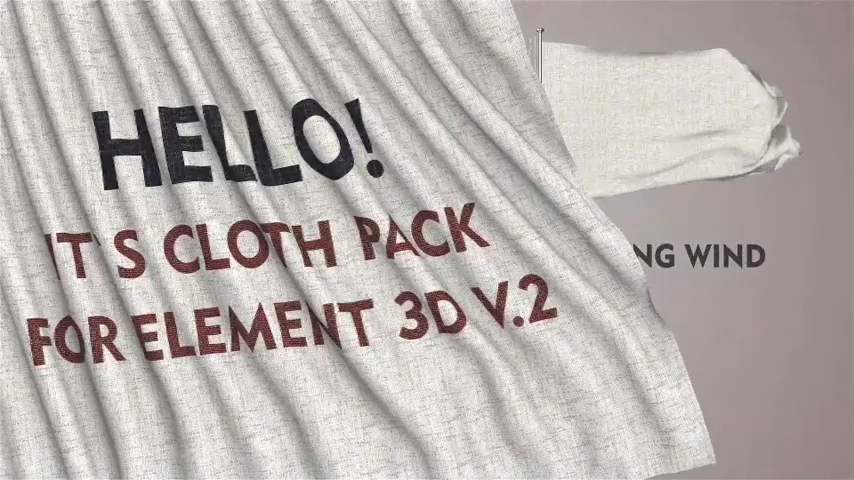 HELLO!
IT`S CLOTH PACK
FOR ELEMENT 3D V.2
NG WIND